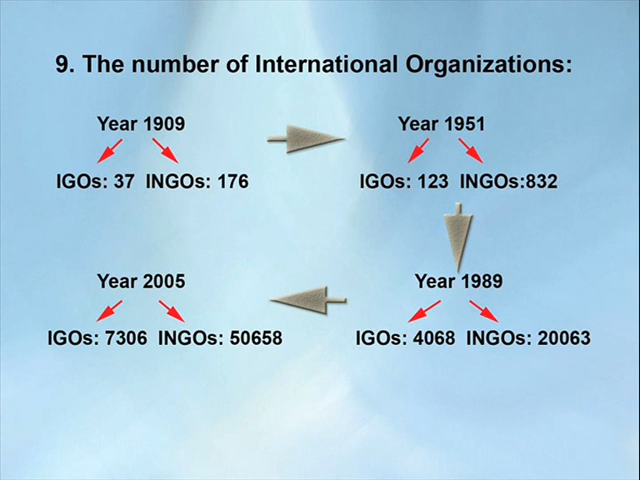 9. The number of International Organizations:
Year 1909
IGOs: 37 INGOs: 176
Year 1951
IGOs: 123 INGOs:832
Year 1989
IGOs: 4068 INGOs: 20063
Year 2005
IGOs: 7306 INGOs: 50658